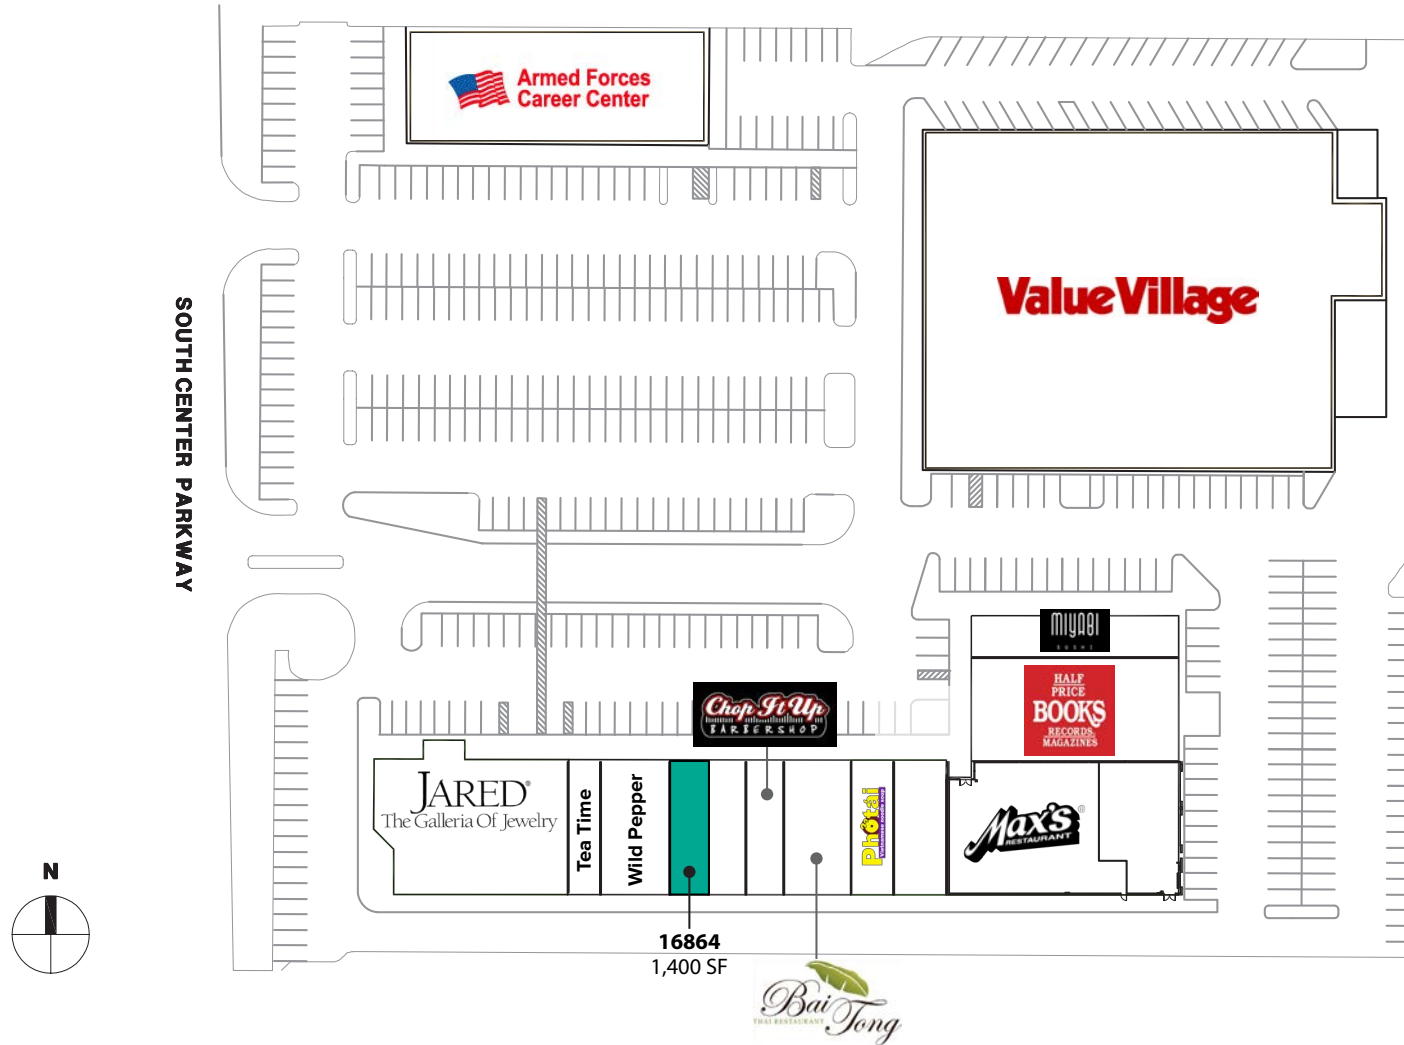 Armed Forces
Career Center
Value Village
SOUTHCENTER PARKWAY
MIYABI
SUSHI
HALF
PRICE
BOOKS
RECORDS
MAGAZINES
Chop It Up
BARBERSHOP
JARED®
The Galleria Of Jewelry
Tea Time
Wild Pepper
Photai
Max's®
RESTAURANT
N
16864
1,400 SF
Bai Tong
THAI RESTAURANT